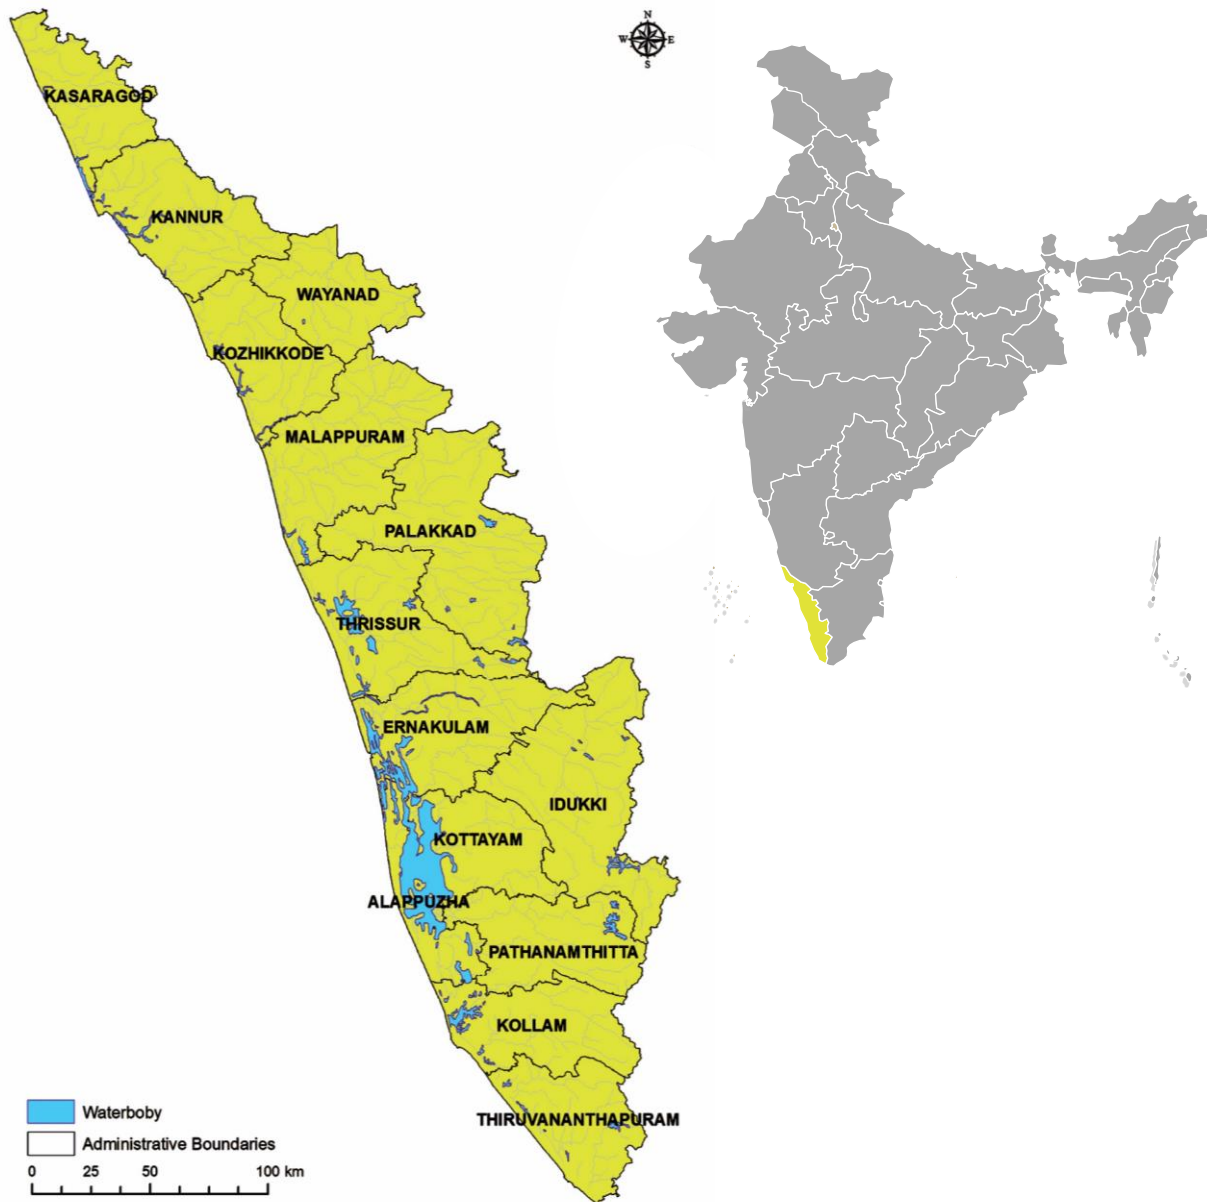 N
W E
S
KASARAGOD
KANNUR
WAYANAD
KOZHIKKODE
MALAPPURAM
PALAKKAD
THRISSUR
ERNAKULAM
IDUKKI
KOTTAYAM
ALAPPUZHA
PATHANAMTHITTA
KOLLAM
THIRUVANANTHAPURAM
Waterboby
Administrative Boundaries
0 25 50 100 km